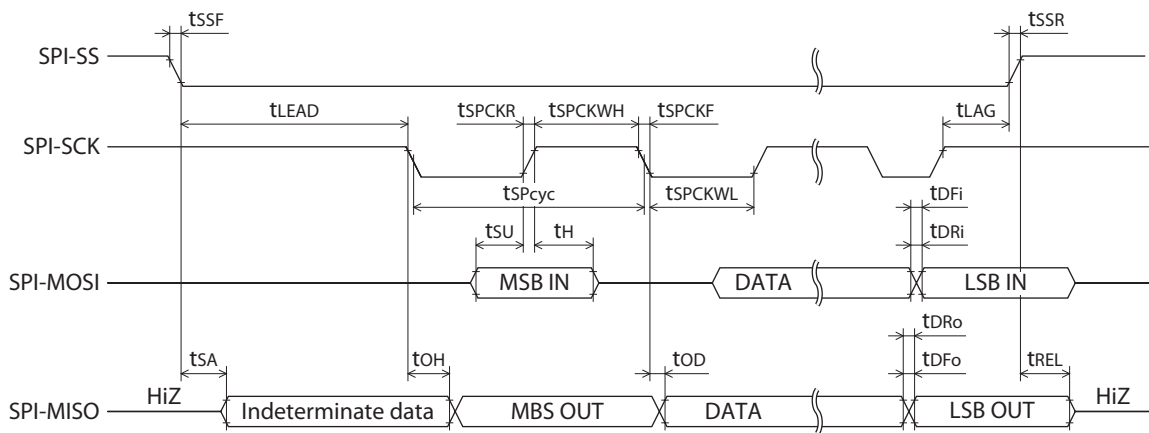 tSSF
tSSR
SPI-SS
tLEAD
tSPCKR
tSPCKWH
tSPCKF
tLAG
SPI-SCK
tSPcyc
tSPCKWL
tDFi
tSU
tH
tDRi
SPI-MOSI
MSB IN
DATA
LSB IN
tDRo
tSA
tOH
tOD
tDFo
tREL
SPI-MISO
HiZ
Indeterminate data
MBS OUT
DATA
LSB OUT
HiZ